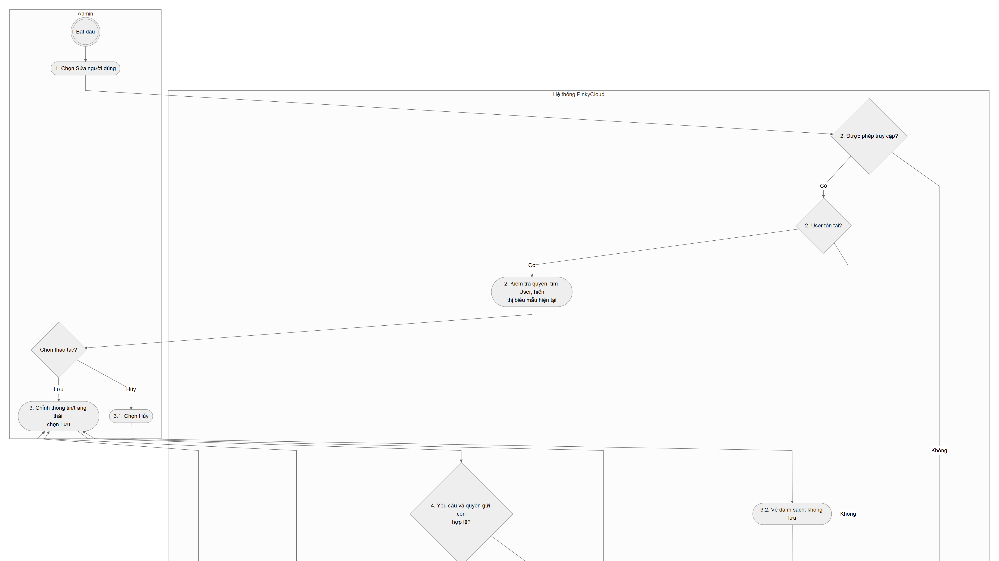 Admin
Bắt đầu
1. Chọn Sửa người dùng
Hệ thống PinkyCloud
2. Được phép truy cập?
Có
2. User tồn tại?
Có
2. Kiểm tra quyền, tìm
User; hiển
thị biểu mẫu hiện tại
Chọn thao tác?
Lưu
Hủy
3. Chỉnh thông tin/trạng
thái;
chọn Lưu
3.1. Chọn Hủy
Không
4. Yêu cầu và quyền gửi
còn
hợp lệ?
3.2. Về danh sách; không
lưu
Không